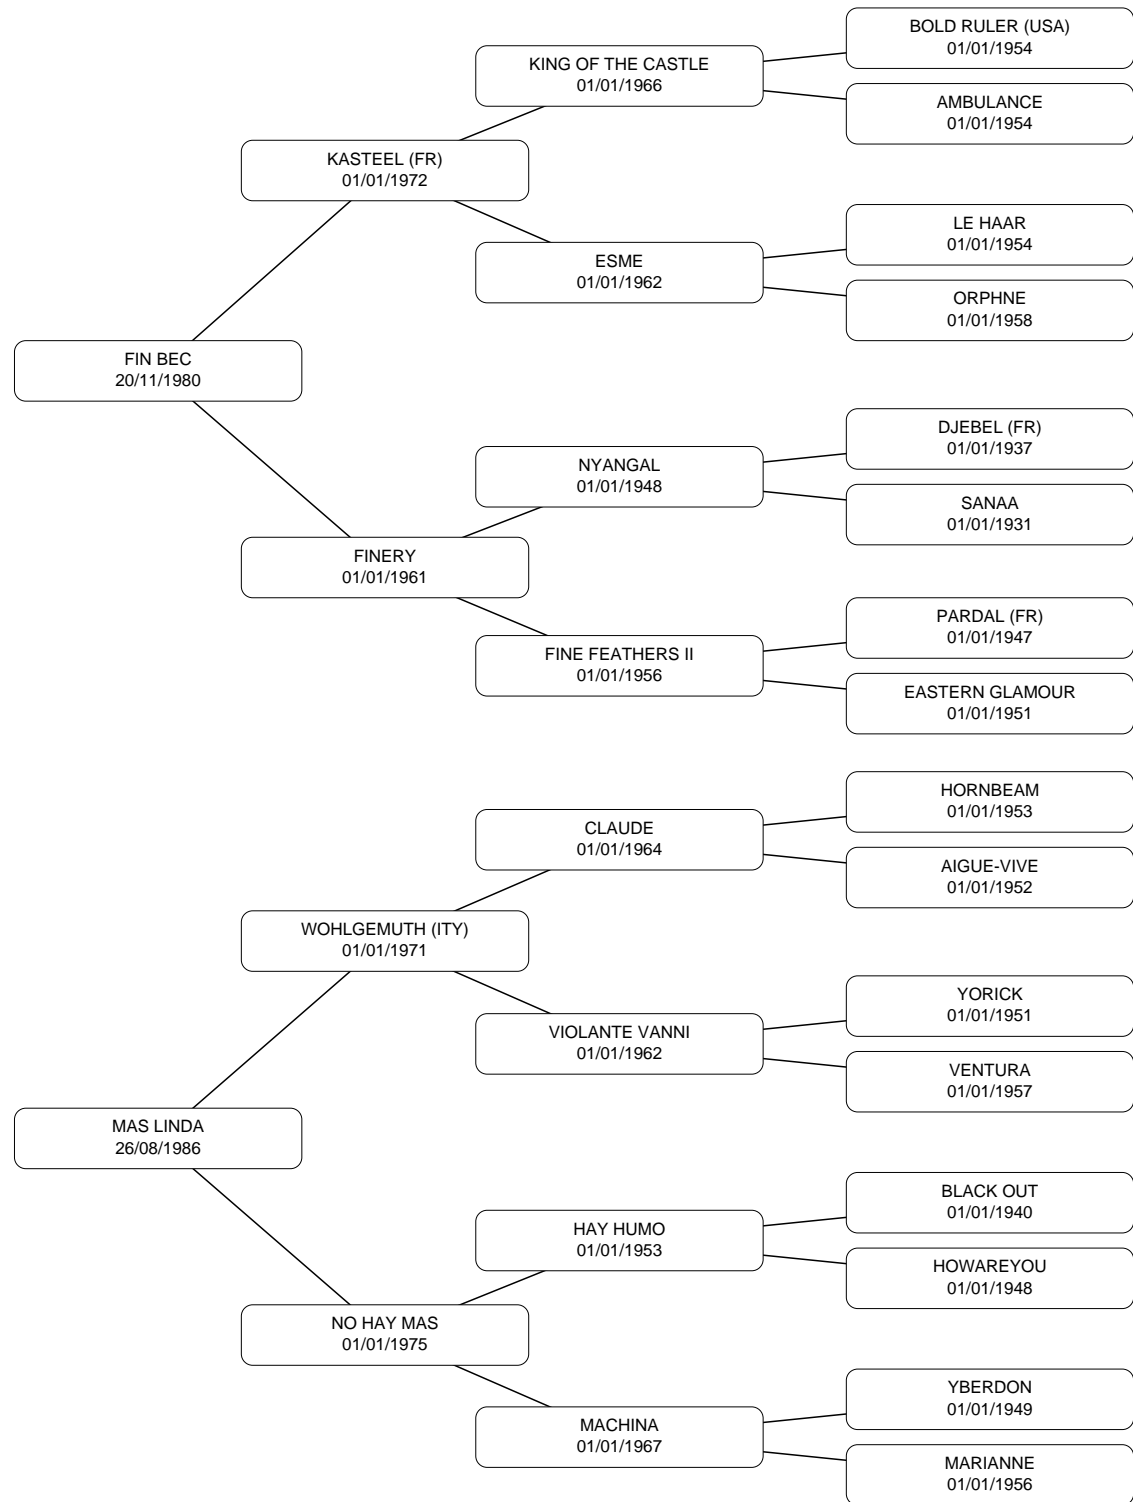 BOLD RULER (USA)
01/01/1954
KING OF THE CASTLE
01/01/1966
AMBULANCE
01/01/1954
KASTEEL (FR)
01/01/1972
LE HAAR
01/01/1954
ESME
01/01/1962
ORPHNE
01/01/1958
FIN BEC
20/11/1980
DJEBEL (FR)
01/01/1937
NYANGAL
01/01/1948
SANAA
01/01/1931
FINERY
01/01/1961
PARDAL (FR)
01/01/1947
FINE FEATHERS II
01/01/1956
EASTERN GLAMOUR
01/01/1951
HORNBEAM
01/01/1953
CLAUDE
01/01/1964
AIGUE-VIVE
01/01/1952
WOHLGEMUTH (ITY)
01/01/1971
YORICK
01/01/1951
VIOLANTE VANNI
01/01/1962
VENTURA
01/01/1957
MAS LINDA
26/08/1986
BLACK OUT
01/01/1940
HAY HUMO
01/01/1953
HOWAREYOU
01/01/1948
NO HAY MAS
01/01/1975
YBERDON
01/01/1949
MACHINA
01/01/1967
MARIANNE
01/01/1956